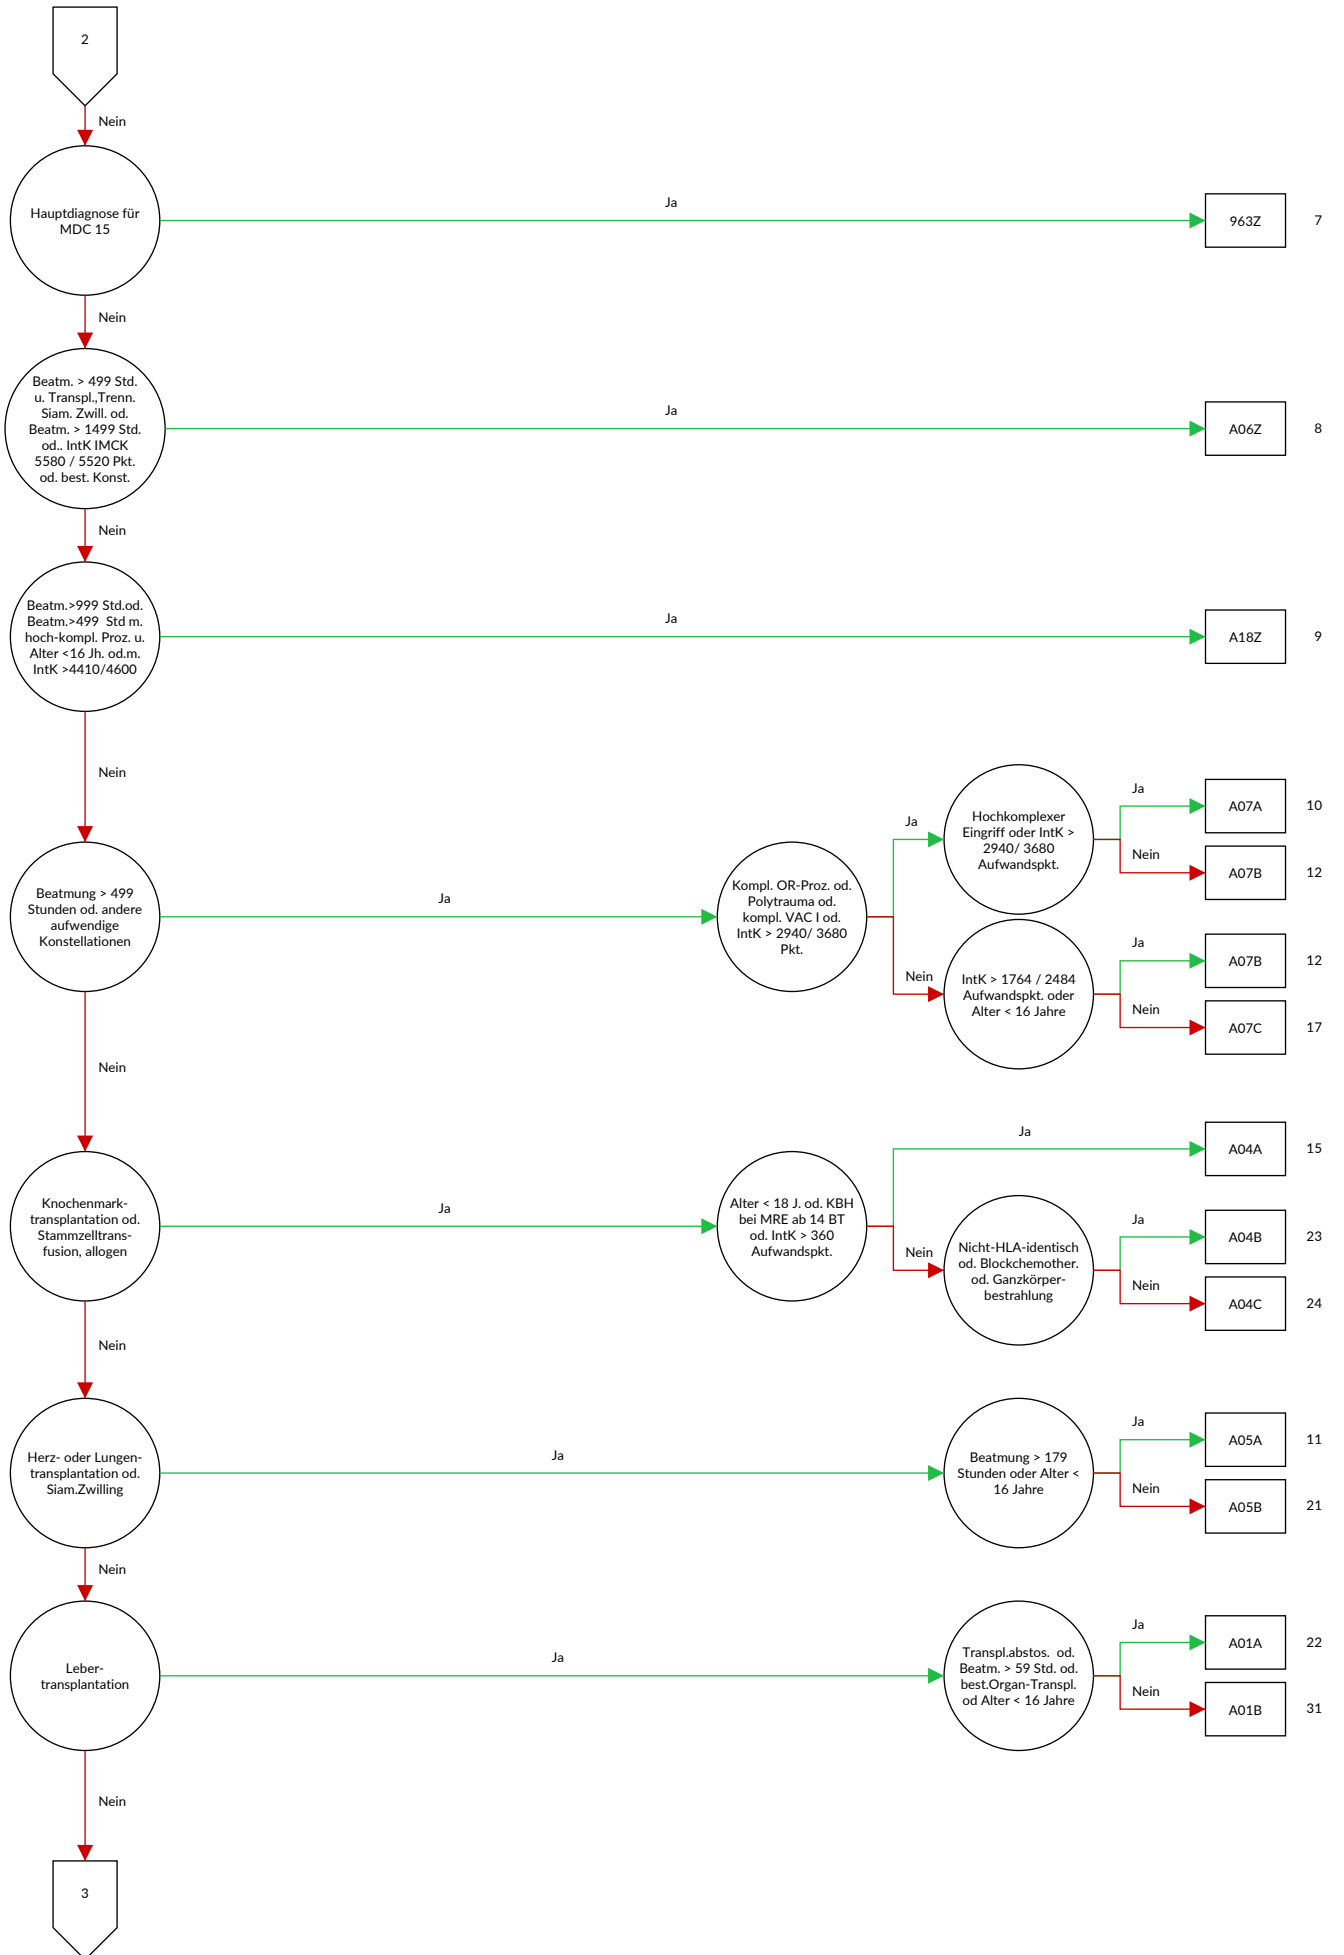 2
Nein
Hauptdiagnose für
MDC 15
Ja
963Z
7
Nein
Beatm. > 499 Std.
u. Transpl.,Trenn.
Siam. Zwill. od.
Beatm. > 1499 Std.
od.. IntK IMCK
5580 / 5520 Pkt.
od. best. Konst.
Ja
A06Z
8
Nein
Beatm.>999 Std.od.
Beatm.>499 Std m.
hoch-kompl. Proz. u.
Alter <16 Jh. od.m.
IntK >4410/4600
Ja
A18Z
9
Nein
Beatmung > 499
Stunden od. andere
aufwendige
Konstellationen
Ja
Kompl. OR-Proz. od.
Polytrauma od.
kompl. VAC I od.
IntK > 2940/ 3680
Pkt.
Ja
Hochkomplexer
Eingriff oder IntK >
2940/ 3680
Aufwandspkt.
Ja
A07A
10
Nein
A07B
12
Nein
IntK > 1764 / 2484
Aufwandspkt. oder
Alter < 16 Jahre
Ja
A07B
12
Nein
A07C
17
Nein
Knochenmark-
transplantation od.
Stammzelltrans-
fusion, allogen
Ja
Alter < 18 J. od. KBH
bei MRE ab 14 BT
od. IntK > 360
Aufwandspkt.
Ja
A04A
15
Nein
Nicht-HLA-identisch
od. Blockchemother.
od. Ganzkörper-
bestrahlung
Ja
A04B
23
Nein
A04C
24
Nein
Herz- oder Lungen-
transplantation od.
Siam.Zwilling
Ja
Beatmung > 179
Stunden oder Alter <
16 Jahre
Ja
A05A
11
Nein
A05B
21
Nein
Leber-
transplantation
Ja
Transpl.abstos. od.
Beatm. > 59 Std. od.
best.Organ-Transpl.
od Alter < 16 Jahre
Ja
A01A
22
Nein
A01B
31
Nein
3